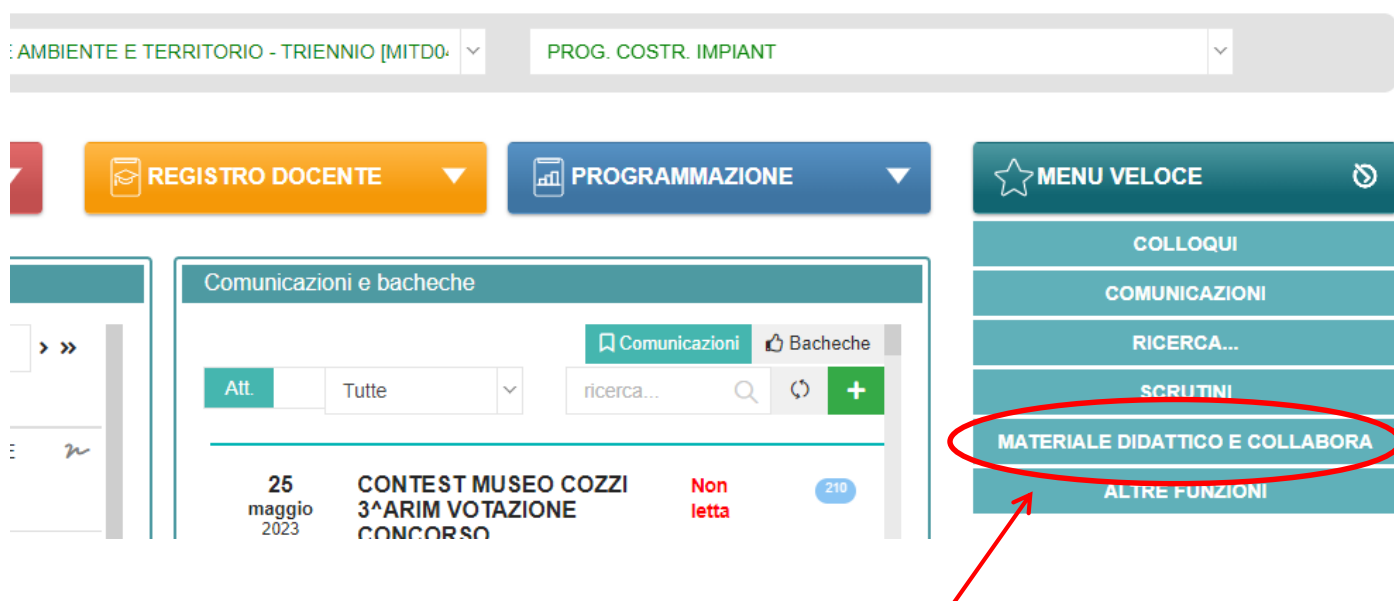 AMBIENTE E TERRITORIO - TRIENNIO [MITD04
PROG. COSTR. IMPIANT
REGISTRO DOCENTE
PROGRAMMAZIONE
MENU VELOCE
COLLOQUI
COMUNICAZIONI
RICERCA...
SCRUTINI
MATERIALE DIDATTICO E COLLABORA
ALTRE FUNZIONI
Comunicazioni e bacheche
Comunicazioni
Bacheche
Att.
Tutte
ricerca...
25
maggio
2023
CONTEST MUSEO COZZI
3^ARIM VOTAZIONE
CONCORSO
Non
letta
210